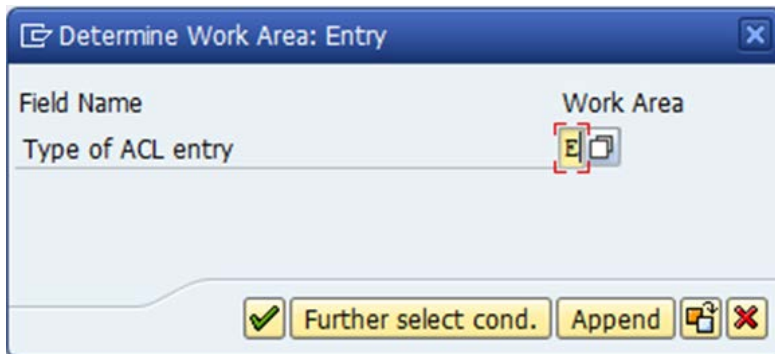 Determine Work Area: Entry
Field Name Work Area
Type of ACL entry E
Further select cond. Append